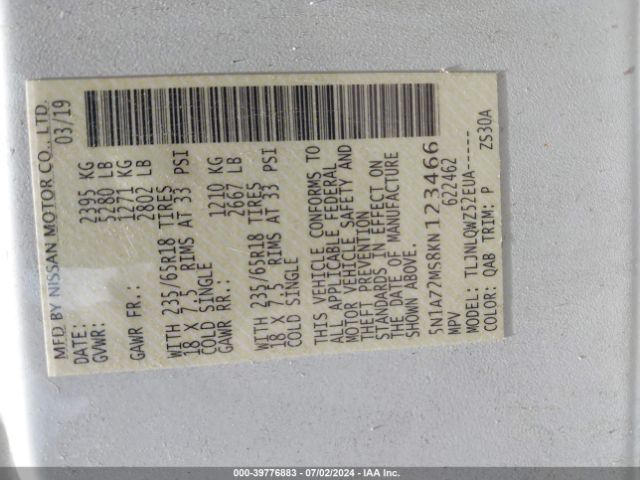 MFD BY NISSAN MOTOR CO., LTD.
DATE: 03/19
GVWR: 2395 KG
5280 LB
GAWR FR.: 1271 KG
2802 LB
WITH 235/65R18 TIRES
18 X 7.5 RIMS AT 33 PSI
COLD SINGLE
GAWR RR.: 1210 KG
2667 LB
WITH 235/65R18 TIRES
18 X 7.5 RIMS AT 33 PSI
COLD SINGLE
THIS VEHICLE CONFORMS TO
ALL APPLICABLE FEDERAL
MOTOR VEHICLE SAFETY AND
THEFT PREVENTION
STANDARDS IN EFFECT ON
THE DATE OF MANUFACTURE
SHOWN ABOVE.
5N1AZ2MS8KN123466
MPV 622462
MODEL: TLJNLQWZ52EUA-----
COLOR: QAB TRIM: P ZS30A
000-39776883 - 07/02/2024 - IAA Inc.